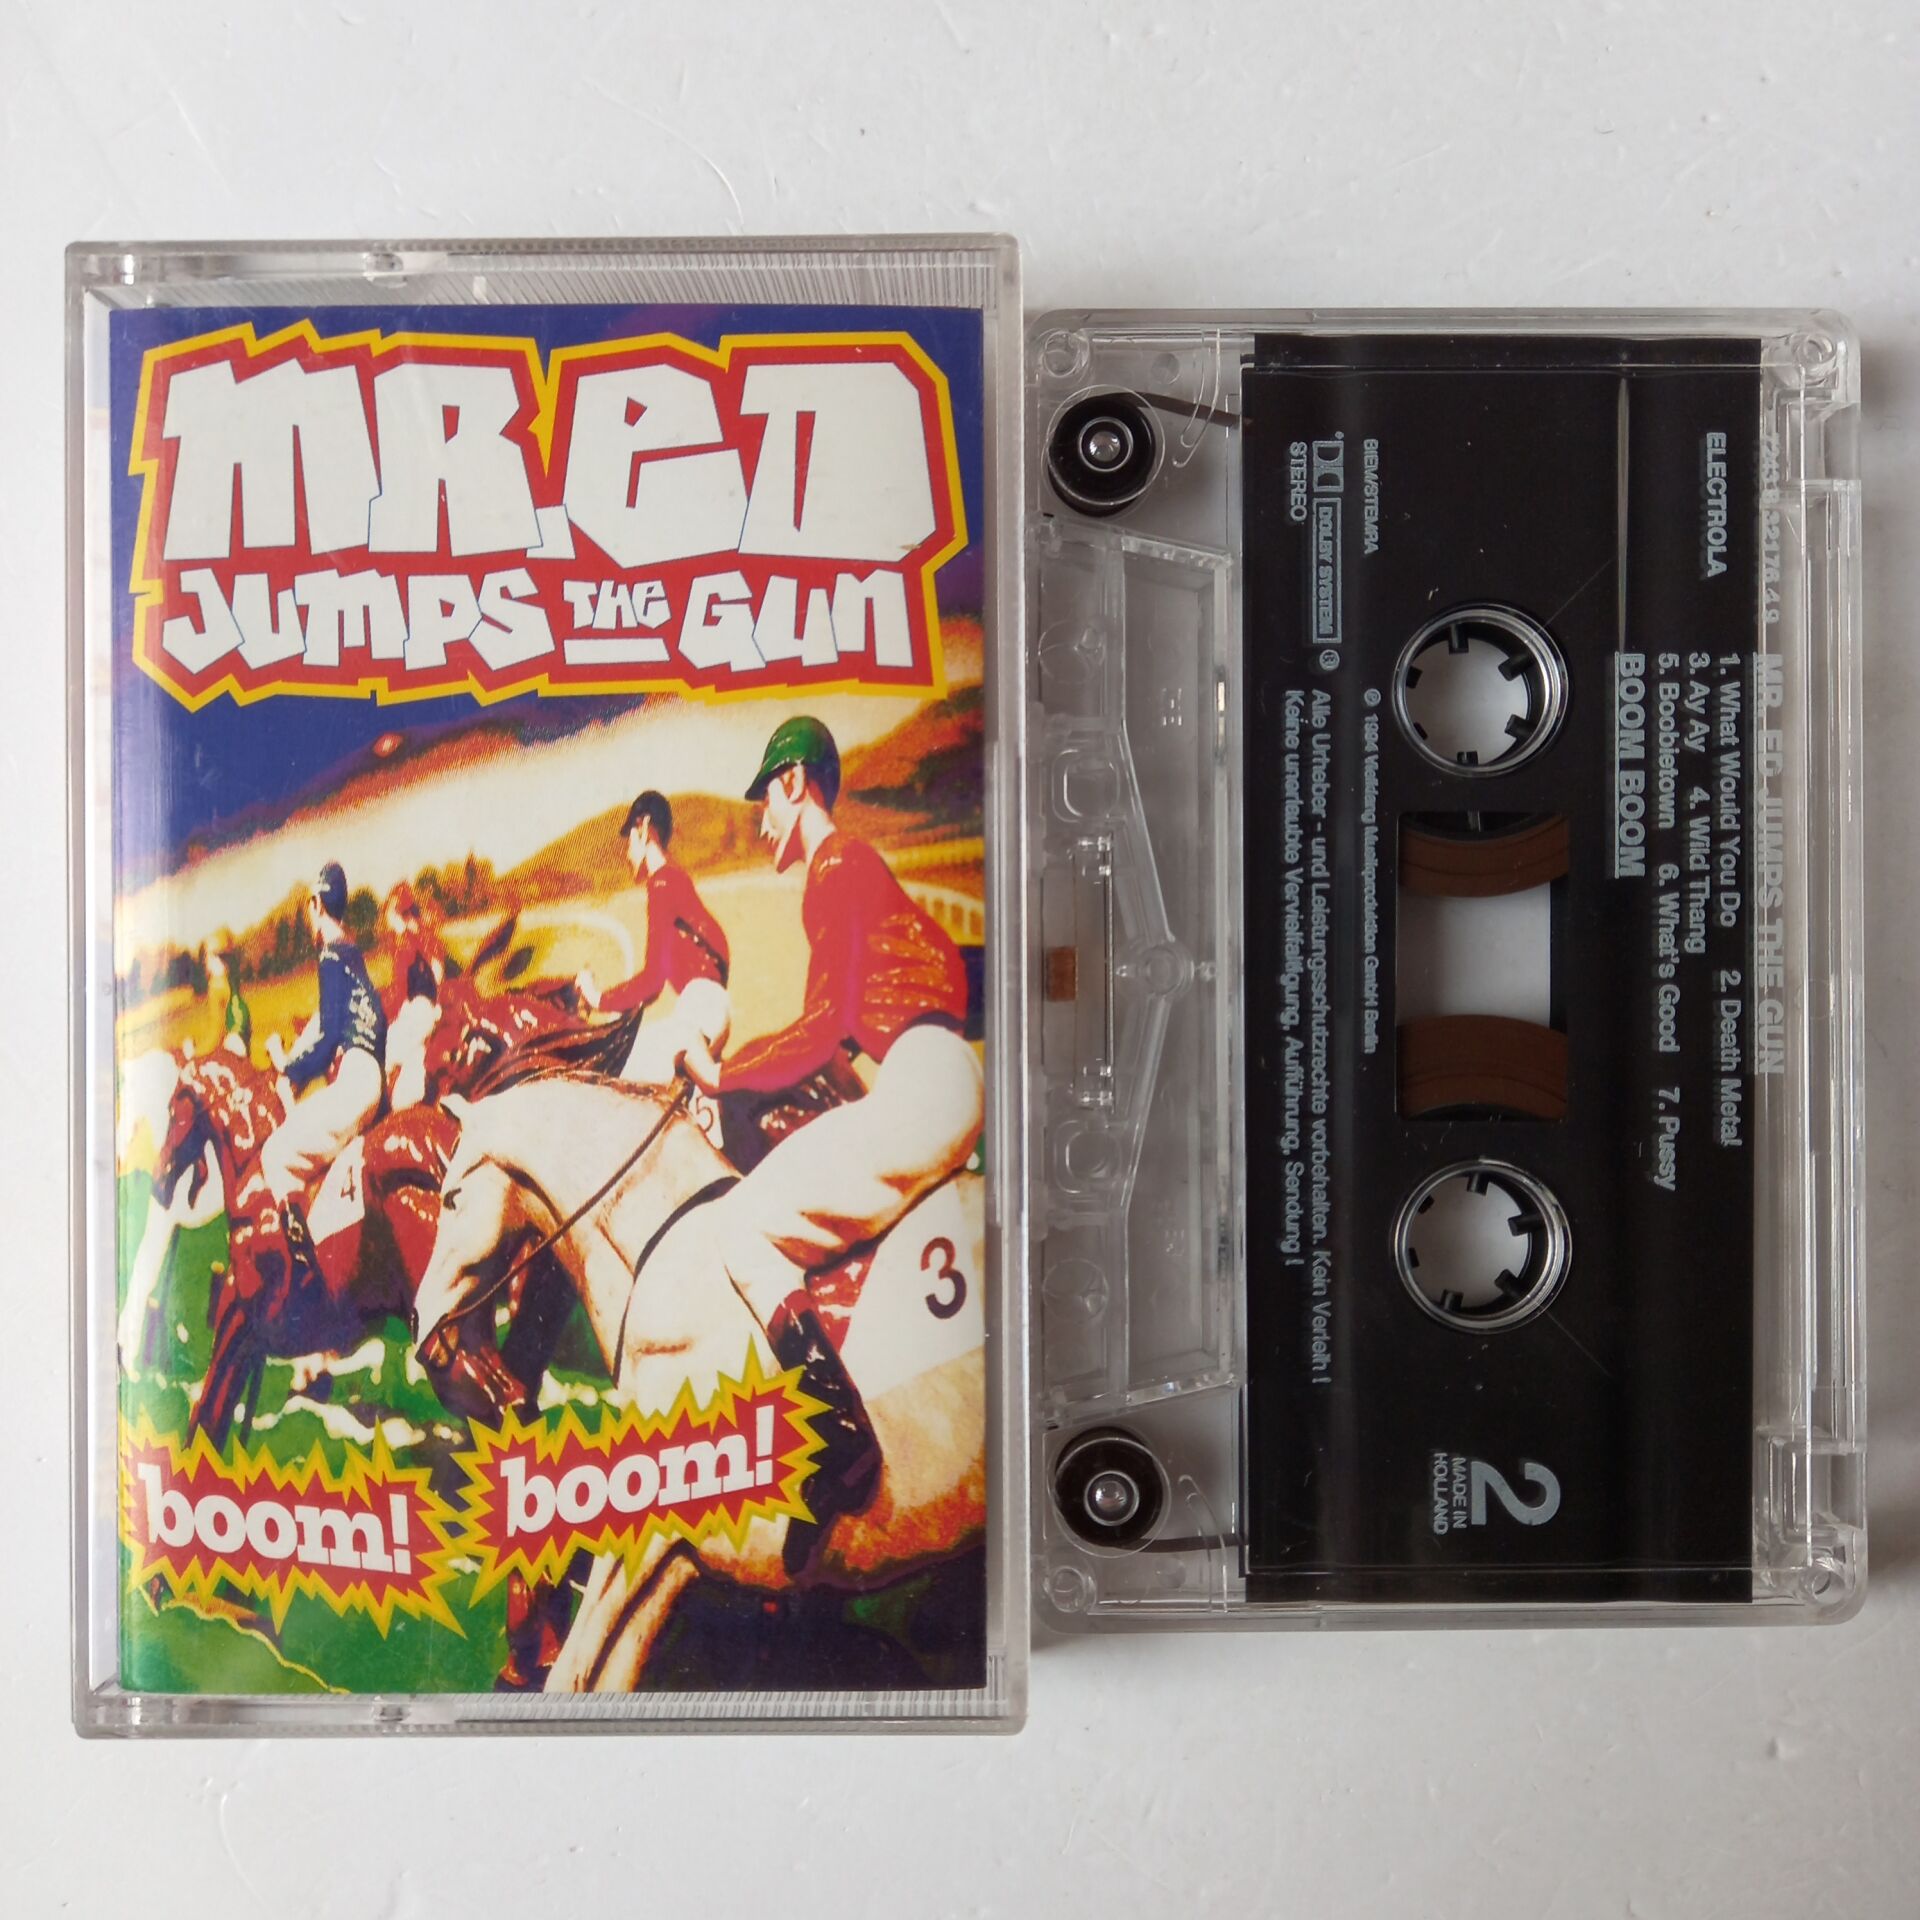 MR. ED
JUMPS THE GUN
5
4
3
boom!
boom!
MR. ED JUMPS THE GUN
ELECTROLA
1. What Would You Do 2. Death Metal
3. Ay Ay 4. Wild Thang
5. Boobietown 6. What's Good 7. Pussy
BOOM BOOM
BIEM/STEMRA
DOLBY SYSTEM ®
STEREO
℗ 1994 Vielklang Musikproduktion GmbH Berlin
Alle Urheber - und Leistungsschutzrechte vorbehalten. Kein Verleih !
Keine unerlaubte Vervielfältigung, Aufführung, Sendung !
2
MADE IN
HOLLAND